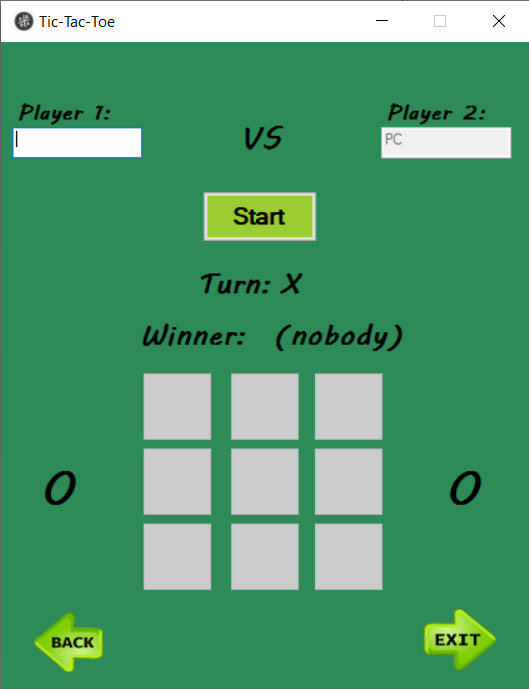 Tic-Tac-Toe
Player 1:
Player 2:
PC
VS
Start
Turn: X
Winner: (nobody)
0
0
BACK
EXIT